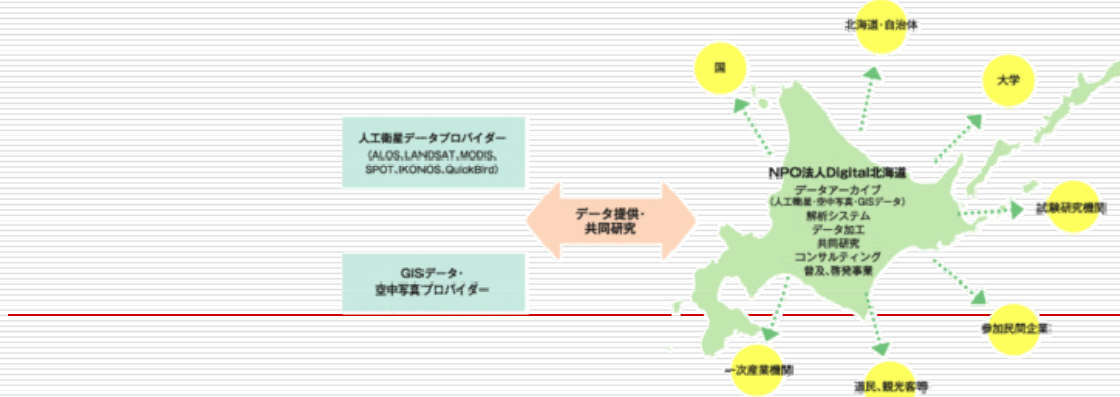 北海道・自治体
国
大学
人工衛星データプロバイダー
(ALOS、LANDSAT、MODIS、
SPOT、IKONOS、QuickBird)
NPO法人Digital北海道
データアーカイブ
(人工衛星・空中写真・GISデータ)
解析システム
データ加工
共同研究
コンサルティング
普及、啓発事業
試験研究機関
データ提供・
共同研究
GISデータ・
空中写真プロバイダー
参加民間企業
一次産業機関
道民、観光客等